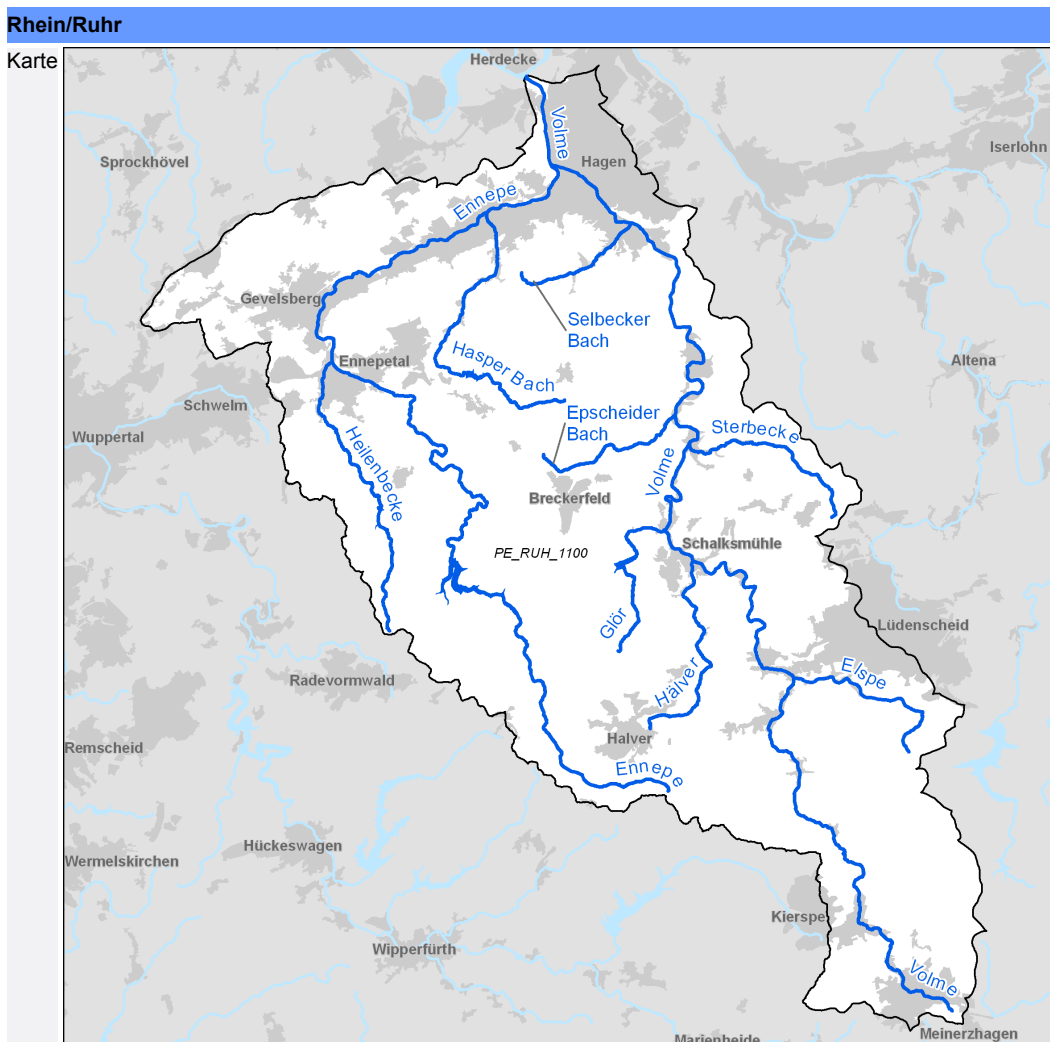 Rhein/Ruhr
Karte
Herdecke
Volme
Hagen
Iserlohn
Sprockhövel
Ennepe
Gevelsberg
Selbecker
Bach
Ennepetal
Hasper Bach
Altena
Schwelm
Epscheider
Bach
Sterbecke
Wuppertal
Heilenbecke
Volme
Breckerfeld
Schalksmühle
PE_RUH_1100
Glör
Lüdenscheid
Elspe
Radevormwald
Hälver
Halver
Remscheid
Ennepe
Hückeswagen
Wermelskirchen
Kierspe
Wipperfürth
Volme
Meinerzhagen
Marienheide